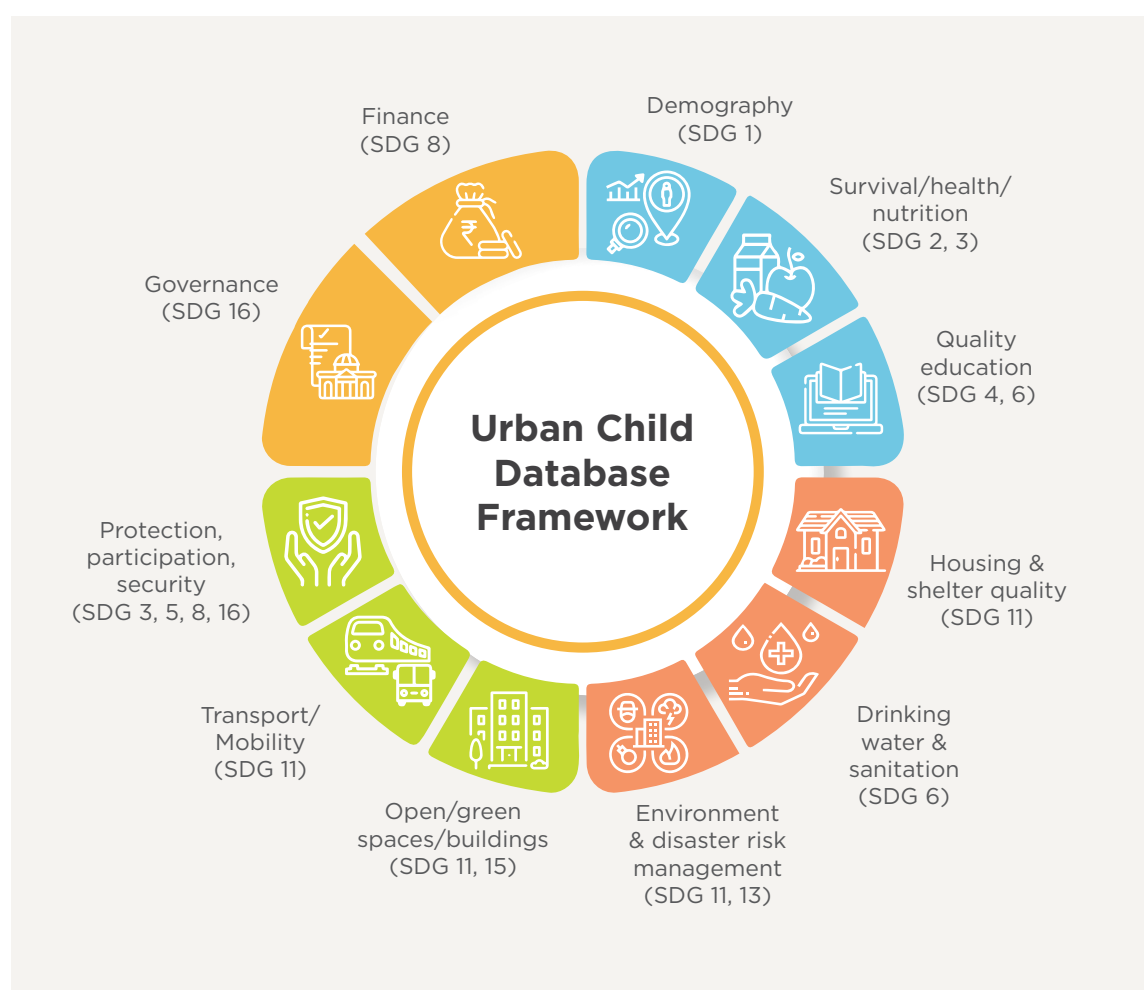 Finance
(SDG 8)
Demography
(SDG 1)
Survival/health/
nutrition
(SDG 2, 3)
Governance
(SDG 16)
₹
Quality
education
(SDG 4, 6)
Urban Child
Database
Framework
Protection,
participation,
security
(SDG 3, 5, 8, 16)
Housing &
shelter quality
(SDG 11)
Transport/
Mobility
(SDG 11)
Drinking
water &
sanitation
(SDG 6)
Open/green
spaces/buildings
(SDG 11, 15)
Environment
& disaster risk
management
(SDG 11, 13)